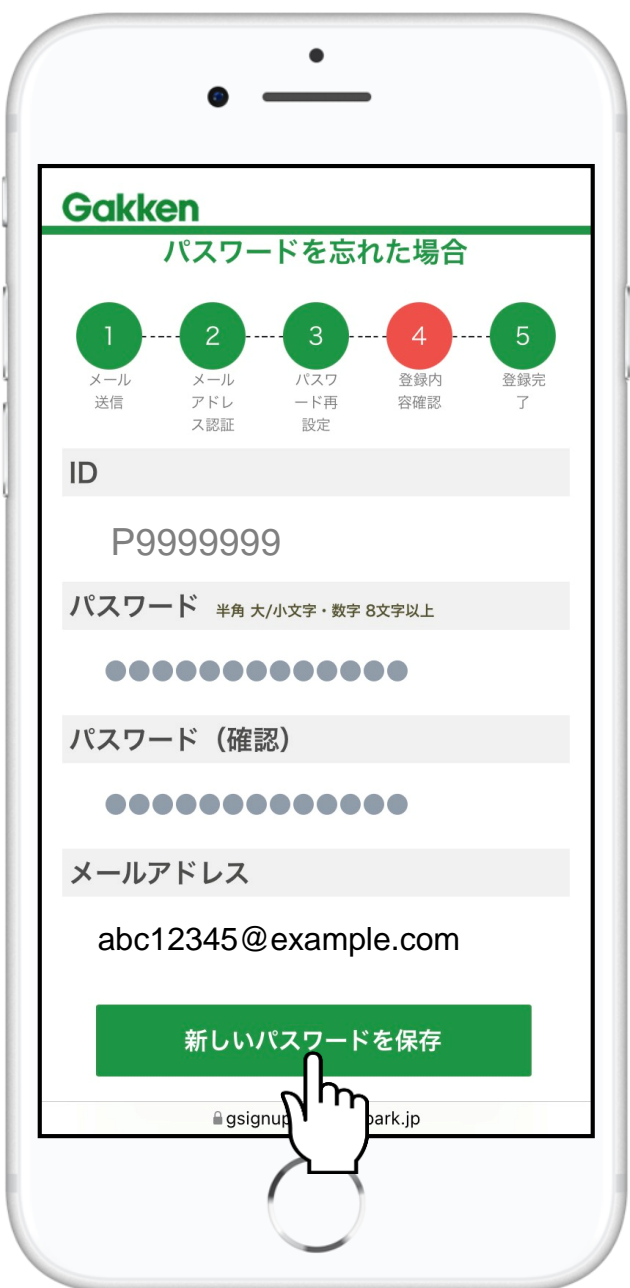 Gakken
パスワードを忘れた場合
1 2 3 4 5
メール
送信
メール
アドレ
ス認証
パスワ
ード再
設定
登録内
容確認
登録完
了
ID
P9999999
パスワード 半角 大/小文字・数字 8文字以上
●●●●●●●●●●●●●
パスワード（確認）
●●●●●●●●●●●●●
メールアドレス
abc12345@example.com
新しいパスワードを保存
gsignup ark.jp